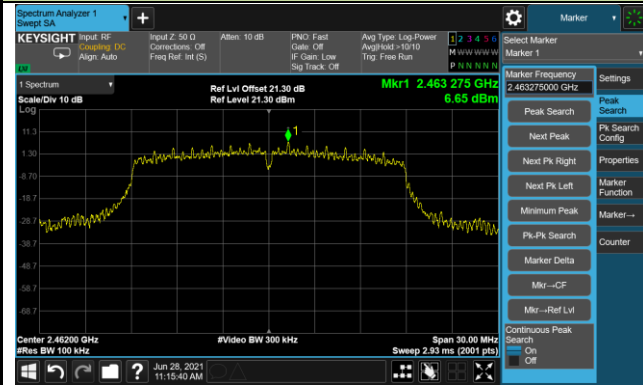 Spectrum Analyzer 1
Swept SA
Marker
KEYSIGHT
Input: RF
Coupling: DC
Align: Auto
Input Z: 50 Ω
Corrections: Off
Freq Ref: Int (S)
Atten: 10 dB
PNO: Fast
Gate: Off
IF Gain: Low
Sig Track: Off
Avg Type: Log-Power
Avg|Hold:>10/10
Trig: Free Run
1 2 3 4 5 6
M W W W W W
P N N N N N
Select Marker
Marker 1
1 Spectrum
Scale/Div 10 dB
Log
Ref Lvl Offset 21.30 dB
Ref Level 21.30 dBm
Mkr1 2.463 275 GHz
6.65 dBm
11.3
1.30
-8.70
-18.7
-28.7
-38.7
-48.7
-58.7
-68.7
1
Center 2.46200 GHz
#Res BW 100 kHz
#Video BW 300 kHz
Span 30.00 MHz
Sweep 2.93 ms (2001 pts)
Marker Frequency
2.463275000 GHz
Peak Search
Next Peak
Next Pk Right
Next Pk Left
Minimum Peak
Pk-Pk Search
Marker Delta
Mkr→CF
Mkr→Ref Lvl
Continuous Peak
Search
On
Off
Settings
Peak
Search
Pk Search
Config
Properties
Marker
Function
Marker→
Counter
Jun 28, 2021
11:15:40 AM